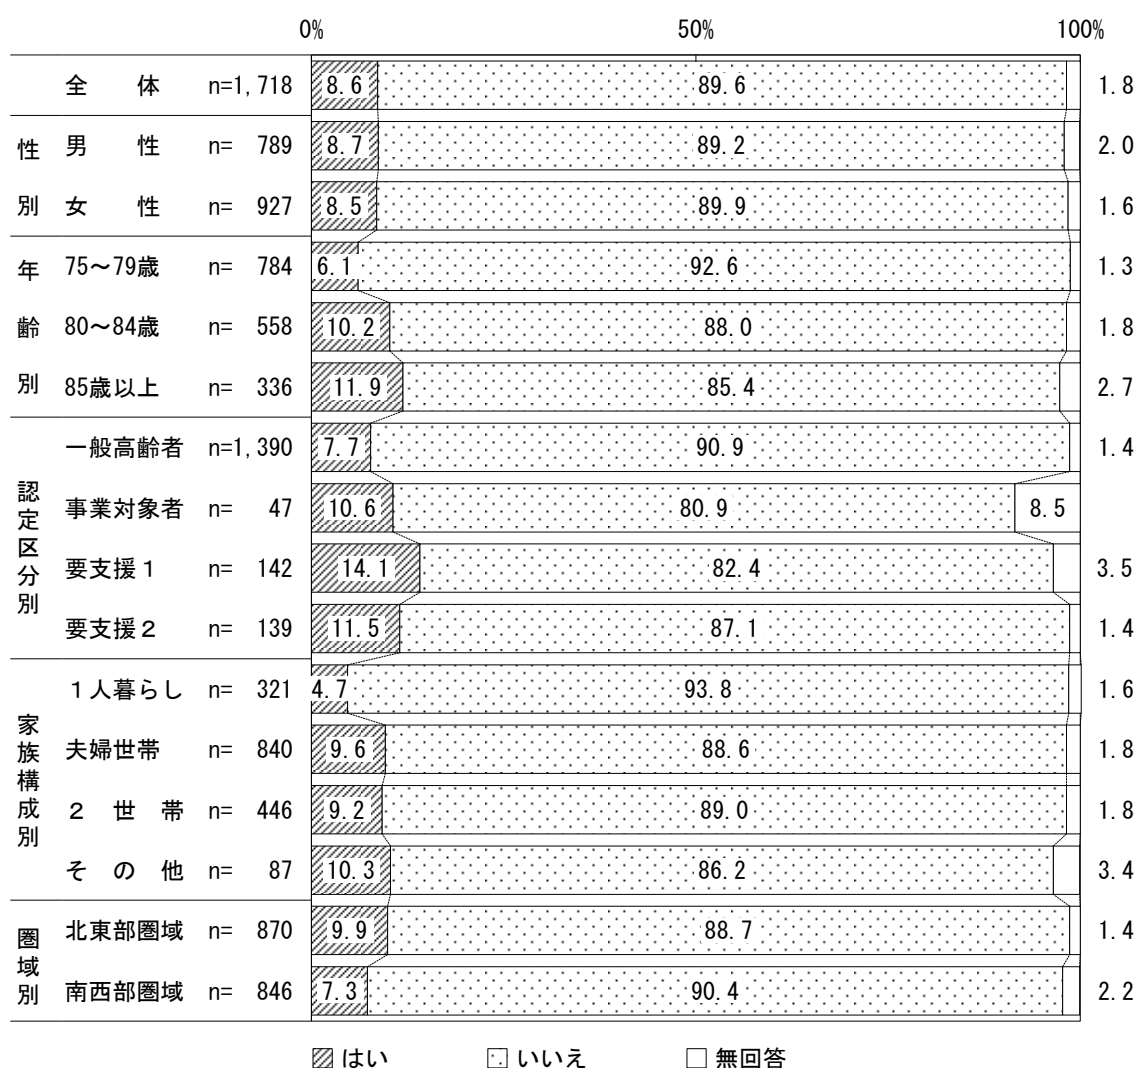 0% 50% 100%
全 体 n=1,718 8.6 89.6 1.8
性別
男 性 n= 789 8.7 89.2 2.0
女 性 n= 927 8.5 89.9 1.6
年齢別
75～79歳 n= 784 6.1 92.6 1.3
80～84歳 n= 558 10.2 88.0 1.8
85歳以上 n= 336 11.9 85.4 2.7
認定区分別
一般高齢者 n=1,390 7.7 90.9 1.4
事業対象者 n= 47 10.6 80.9 8.5
要支援１ n= 142 14.1 82.4 3.5
要支援２ n= 139 11.5 87.1 1.4
家族構成別
１人暮らし n= 321 4.7 93.8 1.6
夫婦世帯 n= 840 9.6 88.6 1.8
２ 世 帯 n= 446 9.2 89.0 1.8
そ の 他 n= 87 10.3 86.2 3.4
圏域別
北東部圏域 n= 870 9.9 88.7 1.4
南西部圏域 n= 846 7.3 90.4 2.2
はい いいえ 無回答